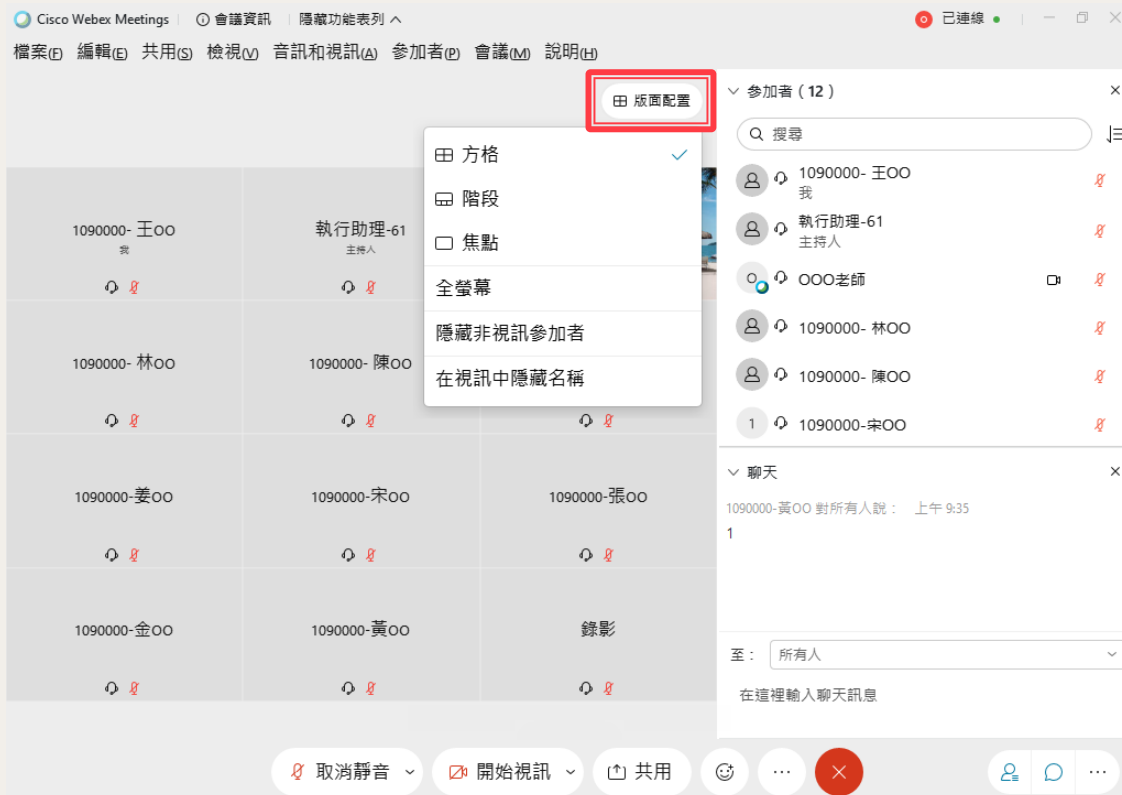 Cisco Webex Meetings
會議資訊
隱藏功能表列
已連線
檔案(F) 編輯(E) 共用(S) 檢視(V) 音訊和視訊(A) 參加者(P) 會議(M) 說明(H)
版面配置
方格
階段
焦點
全螢幕
隱藏非視訊參加者
在視訊中隱藏名稱
1090000- 王OO
我
執行助理-61
主持人
1090000- 林OO
1090000- 陳OO
1090000-姜OO
1090000-宋OO
1090000-張OO
1090000-金OO
1090000-黃OO
錄影
參加者 ( 12 )
搜尋
1090000- 王OO
我
執行助理-61
主持人
O
OOO老師
1090000- 林OO
1090000- 陳OO
1
1090000-宋OO
聊天
1090000-黃OO 對所有人說： 上午 9:35
1
至： 所有人
在這裡輸入聊天訊息
取消靜音
開始視訊
共用